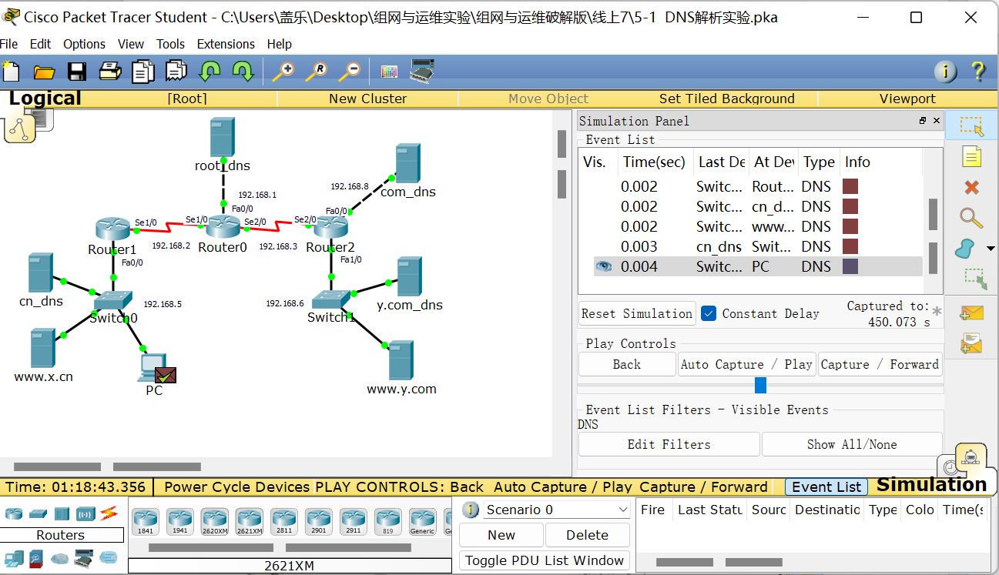 Cisco Packet Tracer Student - C:\Users\盖乐\Desktop\组网与运维实验\组网与运维破解版\线上7\5-1 DNS解析实验.pka
File Edit Options View Tools Extensions Help
Logical [Root] New Cluster Move Object Set Tiled Background Viewport
root_dns
com_dns
192.168.1
192.168.8
Fa0/0
Fa0/0
Se1/0
Se1/0
Se2/0
Se2/0
Router1
192.168.2
Router0
192.168.3
Router2
Fa0/0
Fa1/0
cn_dns
Switch0
192.168.5
192.168.6
Switch1
y.com_dns
www.x.cn
PC
www.y.com
Simulation Panel
Event List
Vis. Time(sec) Last De At Dev Type Info
0.002 Switc... Rout... DNS
0.002 Switc... cn_d... DNS
0.002 Switc... www... DNS
0.003 cn_dns Swit... DNS
0.004 Switc... PC DNS
Reset Simulation Constant Delay Captured to: *
450.073 s
Play Controls
Back Auto Capture / Play Capture / Forward
Event List Filters - Visible Events
DNS
Edit Filters Show All/None
Time: 01:18:43.356 Power Cycle Devices PLAY CONTROLS: Back Auto Capture / Play Capture / Forward Event List Simulation
Routers
1841 1941 2620XM 2621XM 2811 2901 2911 819 Generic Ge
2621XM
Scenario 0
New Delete
Toggle PDU List Window
Fire Last Statu Sourc Destinatio Type Colo Time(s